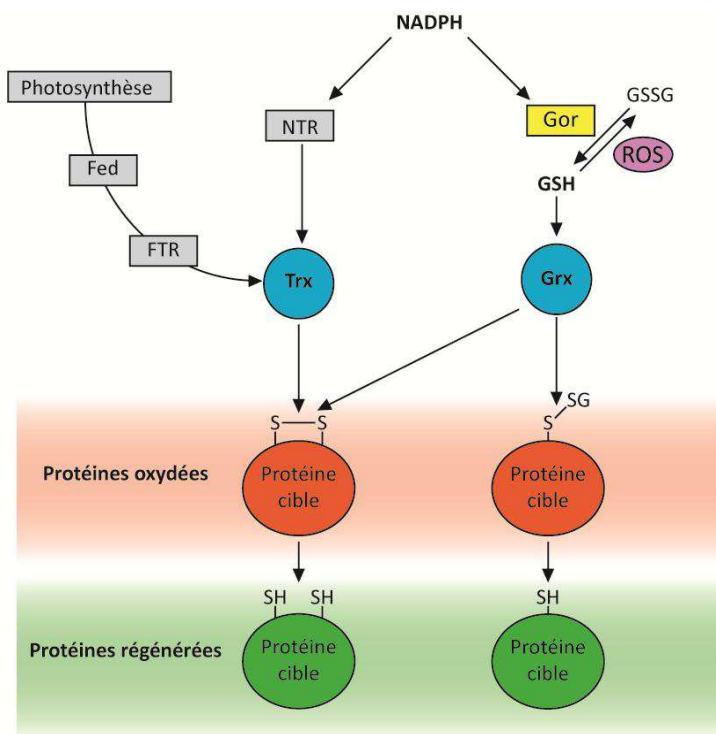 NADPH
Photosynthèse
GSSG
NTR
Gor
ROS
Fed
GSH
FTR
Trx
Grx
SG
S S
S
Protéines oxydées
Protéine
cible
Protéine
cible
SH SH
SH
Protéines régénérées
Protéine
cible
Protéine
cible